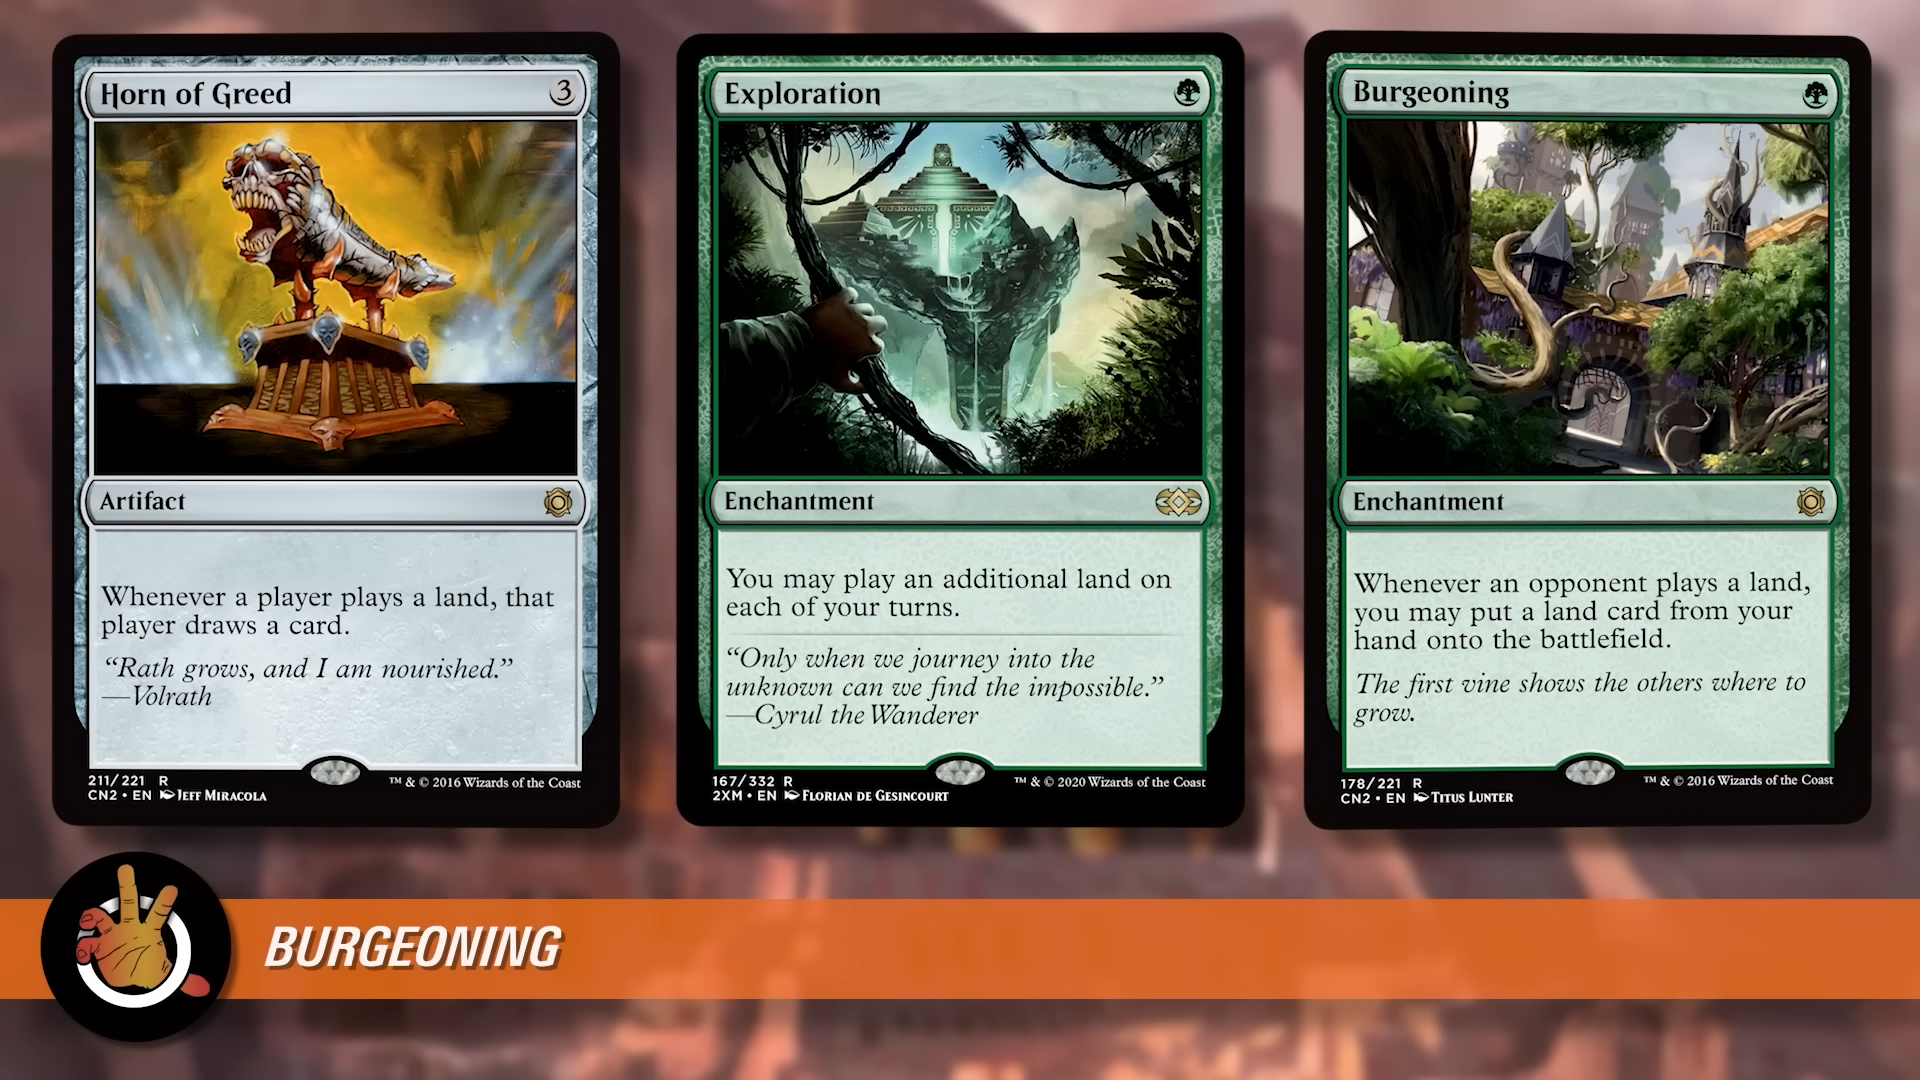 Horn of Greed
3
Artifact
Whenever a player plays a land, that
player draws a card.
“Rath grows, and I am nourished.”
—Volrath
211/221 R
CN2 • EN Jeff Miracola
™ & © 2016 Wizards of the Coast
Exploration
Enchantment
You may play an additional land on
each of your turns.
“Only when we journey into the
unknown can we find the impossible.”
—Cyrul the Wanderer
167/332 R
2XM • EN Florian de Gesincourt
™ & © 2020 Wizards of the Coast
Burgeoning
Enchantment
Whenever an opponent plays a land,
you may put a land card from your
hand onto the battlefield.
The first vine shows the others where to
grow.
178/221 R
CN2 • EN Titus Lunter
™ & © 2016 Wizards of the Coast
BURGEONING